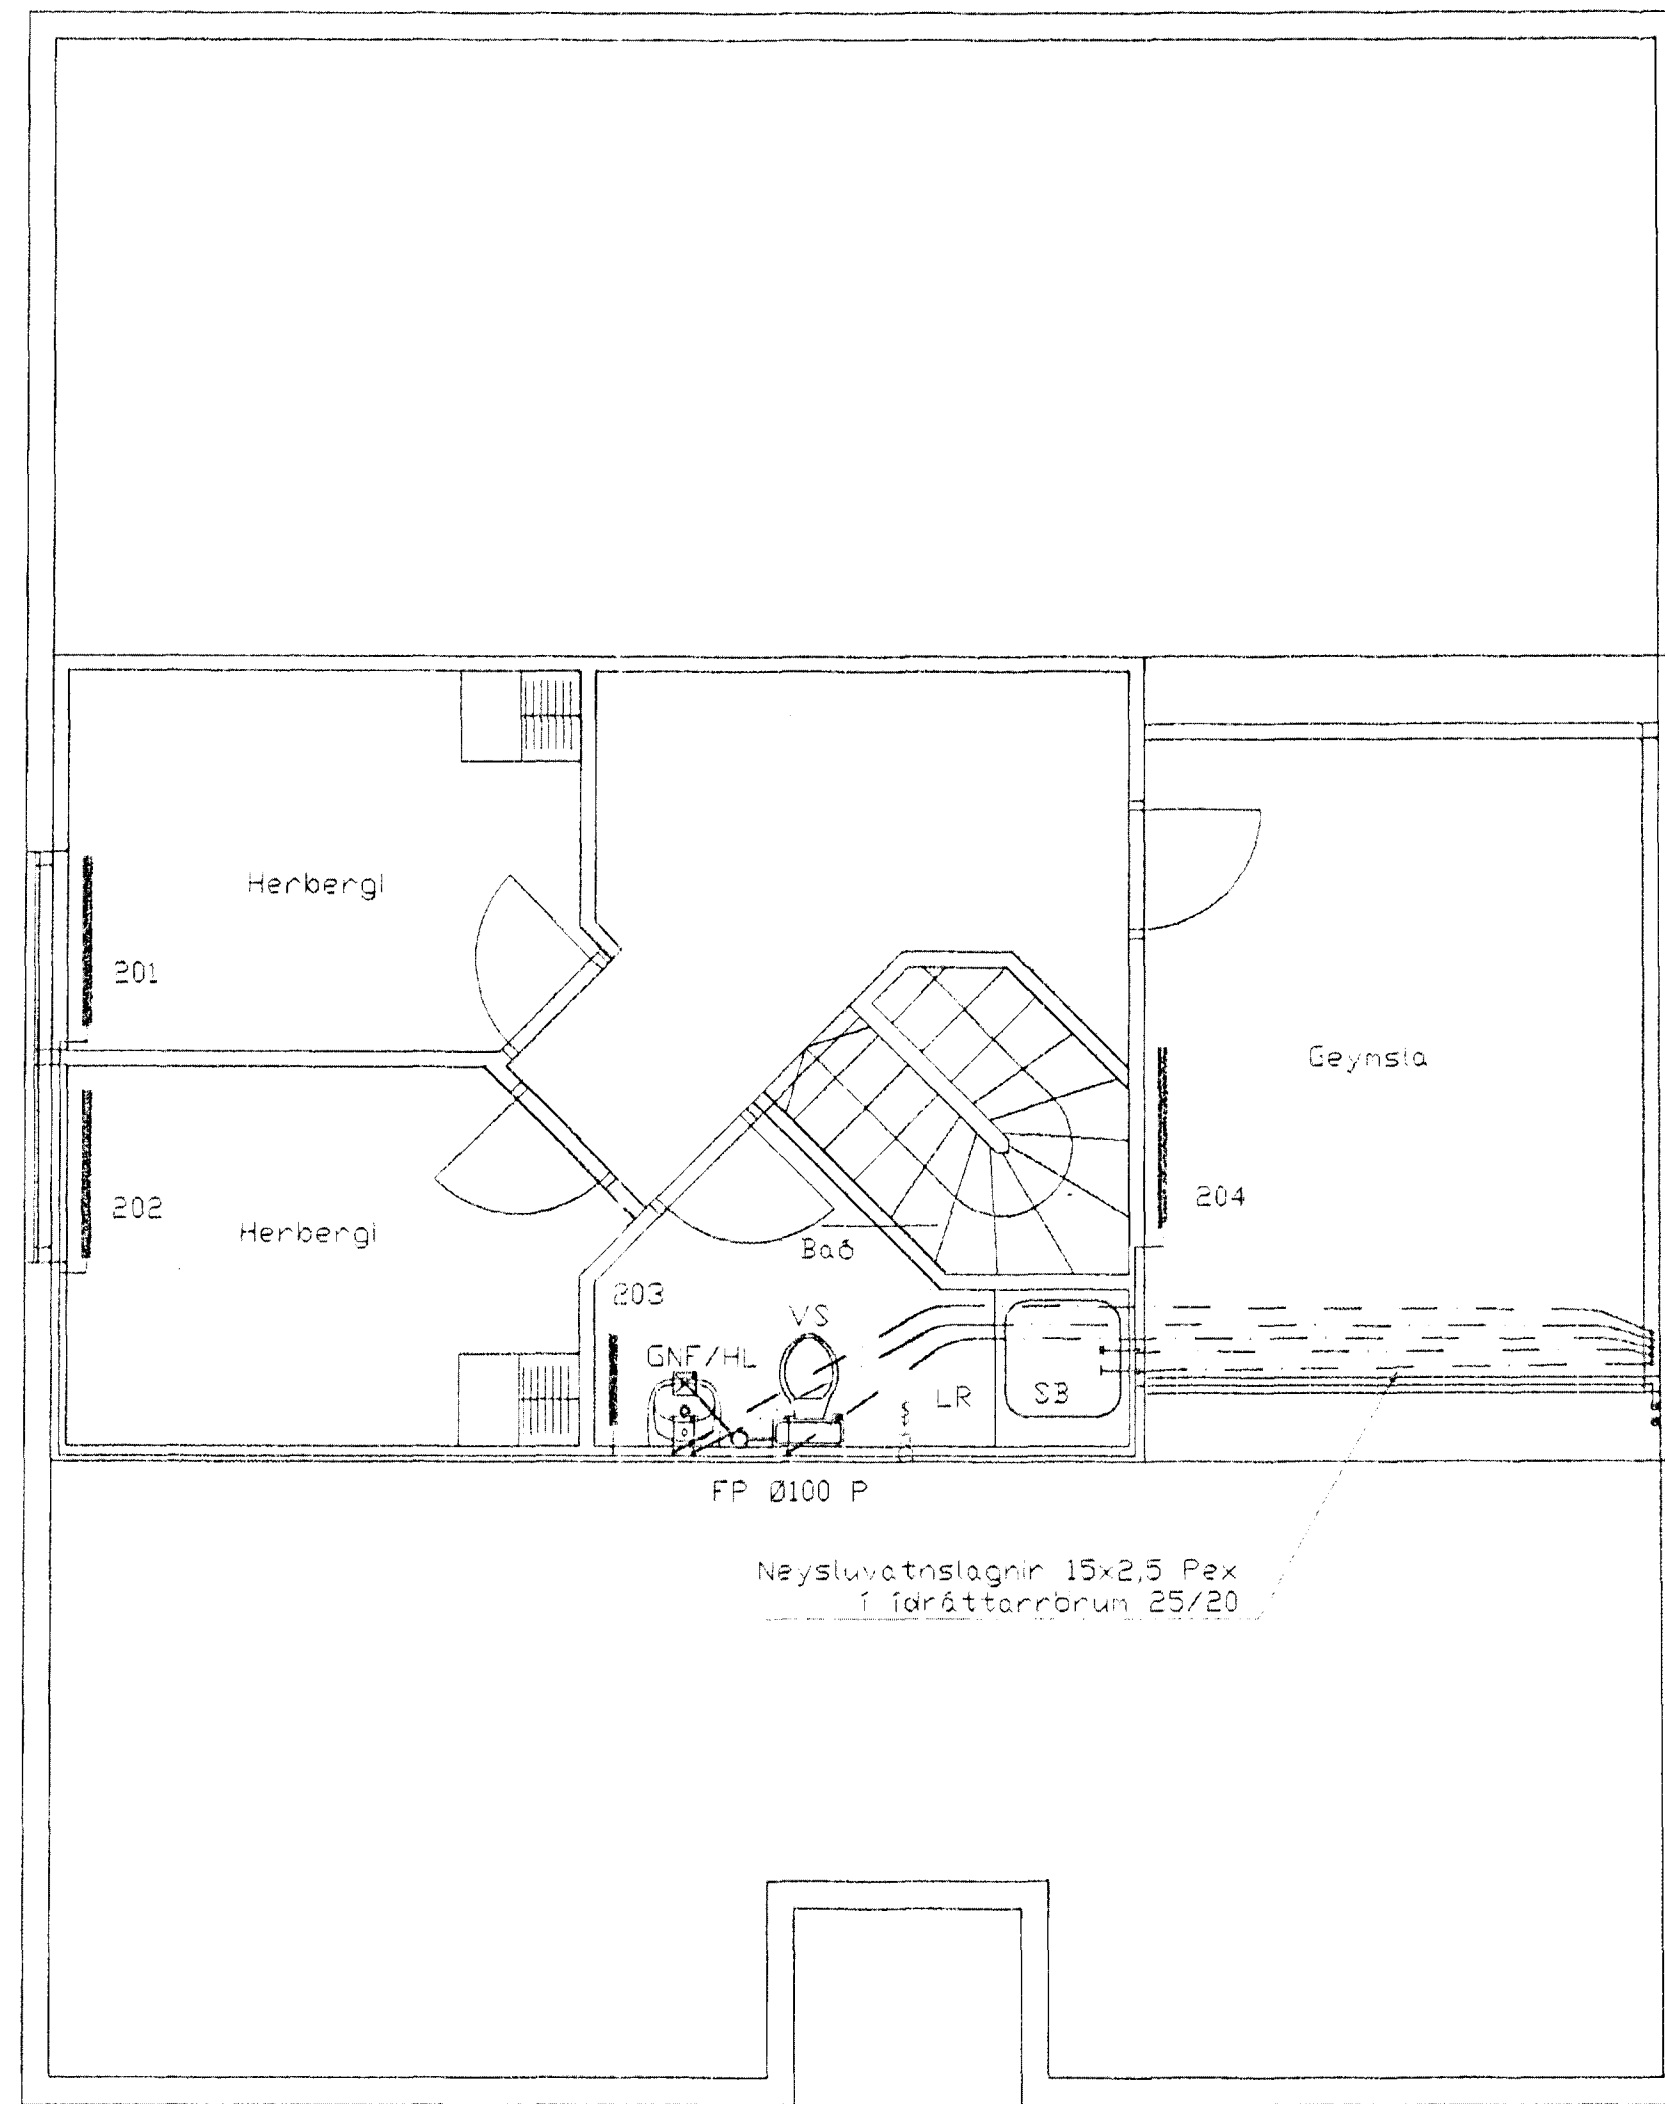 Herbergi
201
Geymsla
202
Herbergi
204
Bað
203
VS
GNF/HL
LR
SB
FP Ø100 P
Neysluvatnslagnir 15x2,5 Pex
í ídráttarrörum 25/20